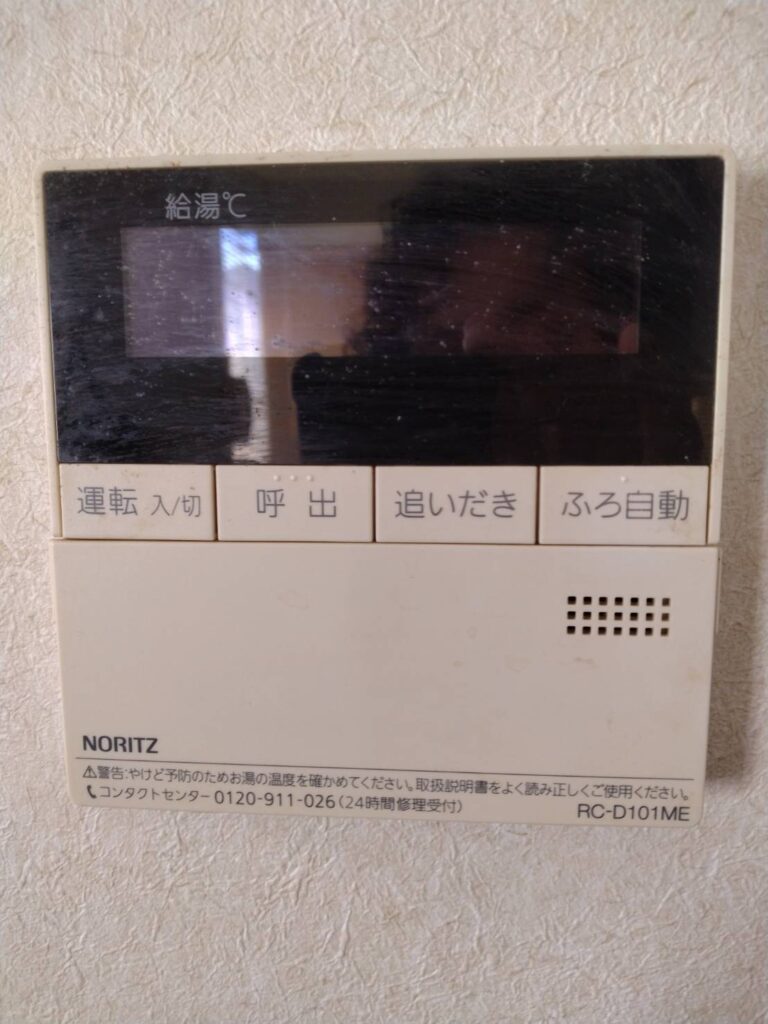 給湯℃
運転 入/切 呼出 追いだき ふろ自動
NORITZ
⚠警告:やけど予防のためお湯の温度を確かめてください。取扱説明書をよく読み正しくご使用ください。
コンタクトセンター 0120-911-026(24時間修理受付)
RC-D101ME